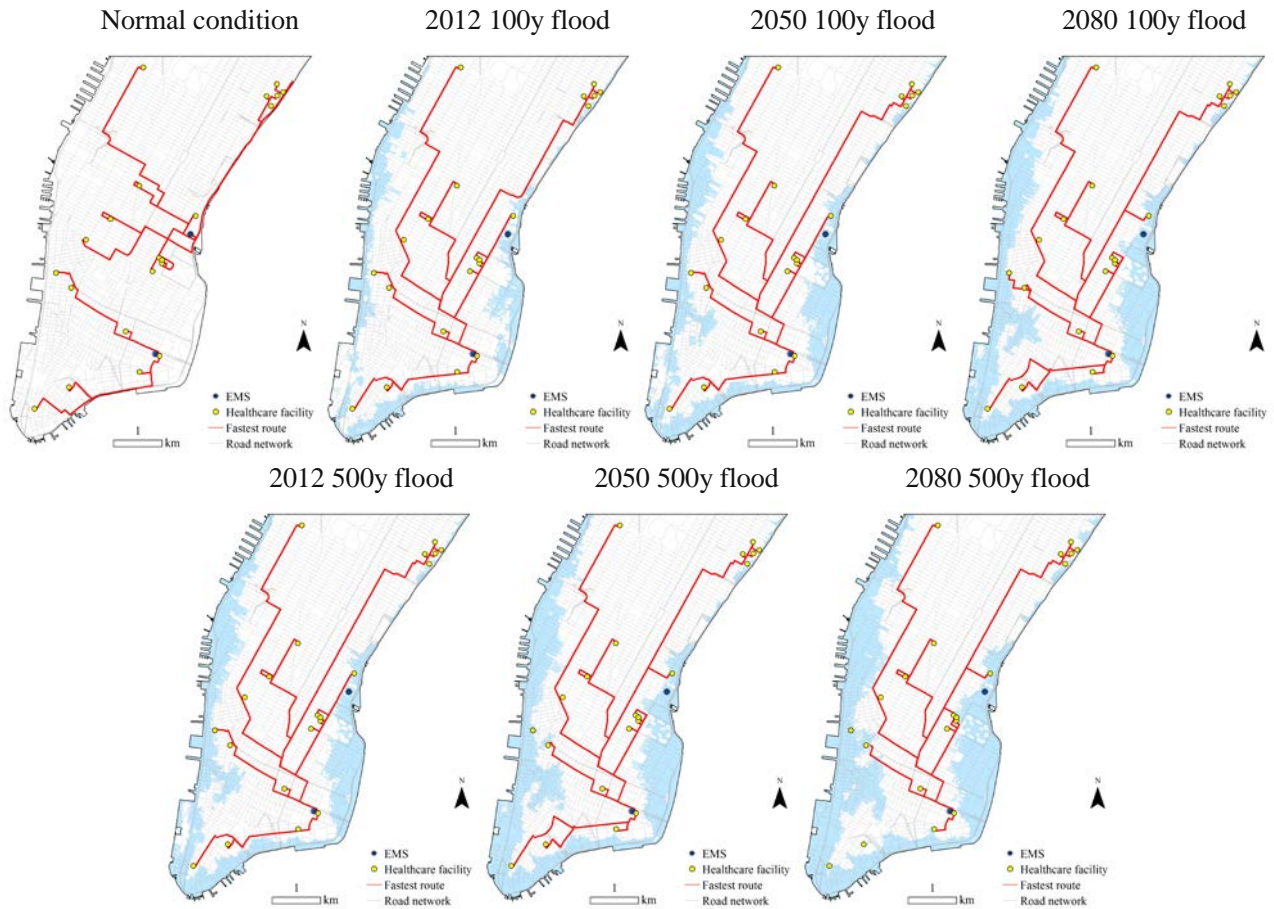 Normal condition
2012 100y flood
2050 100y flood
2080 100y flood
N
EMS
Healthcare facility
1
km
Fastest route
Road network
N
EMS
Healthcare facility
1
km
Fastest route
Road network
N
EMS
Healthcare facility
1
km
Fastest route
Road network
N
EMS
Healthcare facility
1
km
Fastest route
Road network
2012 500y flood
2050 500y flood
2080 500y flood
N
EMS
Healthcare facility
1
km
Fastest route
Road network
N
EMS
Healthcare facility
1
km
Fastest route
Road network
N
EMS
Healthcare facility
1
km
Fastest route
Road network